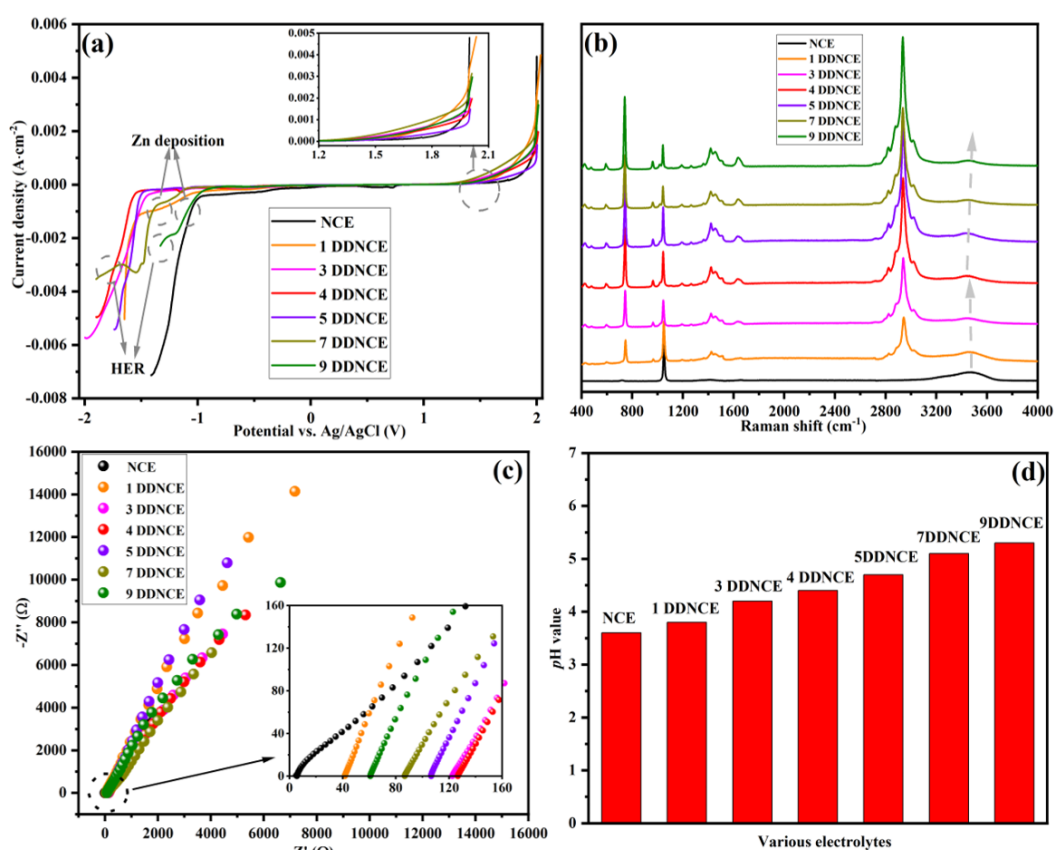 (a)
0.006
0.004
0.002
0.000
-0.002
-0.004
-0.006
-0.008
-2
-1
0
1
2
Current density (A·cm⁻²)
Potential vs. Ag/AgCl (V)
Zn deposition
HER
NCE
1 DDNCE
3 DDNCE
4 DDNCE
5 DDNCE
7 DDNCE
9 DDNCE
0.005
0.004
0.003
0.002
0.001
0.000
1.2
1.5
1.8
2.1
(b)
NCE
1 DDNCE
3 DDNCE
4 DDNCE
5 DDNCE
7 DDNCE
9 DDNCE
400
800
1200
1600
2000
2400
2800
3200
3600
4000
Raman shift (cm⁻¹)
(c)
16000
14000
12000
10000
8000
6000
4000
2000
0
0
2000
4000
6000
8000
10000
12000
14000
16000
-Z'' (Ω)
Z' (Ω)
NCE
1 DDNCE
3 DDNCE
4 DDNCE
5 DDNCE
7 DDNCE
9 DDNCE
160
120
80
40
0
0
40
80
120
160
(d)
7
6
5
4
3
2
1
0
pH value
NCE
1 DDNCE
3 DDNCE
4 DDNCE
5DDNCE
7DDNCE
9DDNCE
Various electrolytes